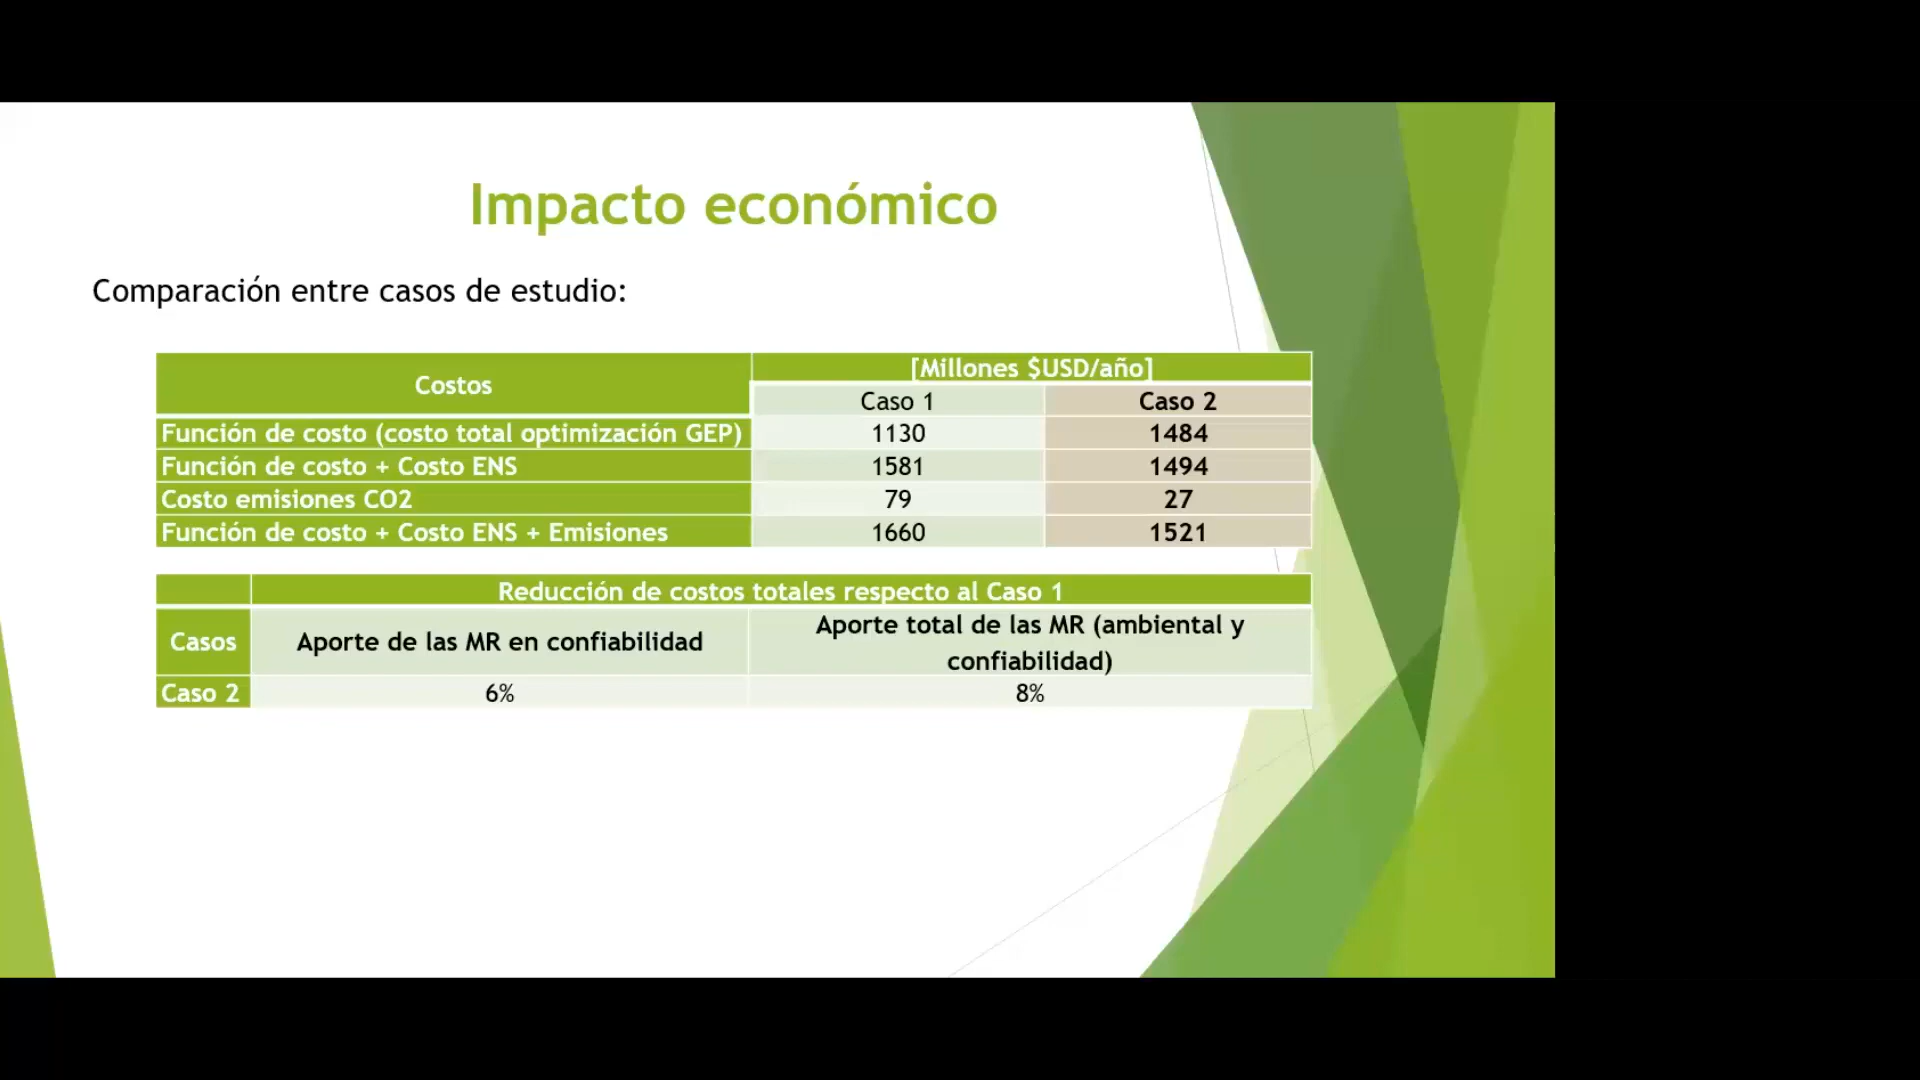 Impacto económico
Comparación entre casos de estudio:
Costos
[Millones $USD/año]
Caso 1
Caso 2
Función de costo (costo total optimización GEP)
1130
1484
Función de costo + Costo ENS
1581
1494
Costo emisiones CO2
79
27
Función de costo + Costo ENS + Emisiones
1660
1521
Reducción de costos totales respecto al Caso 1
Casos
Aporte de las MR en confiabilidad
Aporte total de las MR (ambiental y
confiabilidad)
Caso 2
6%
8%